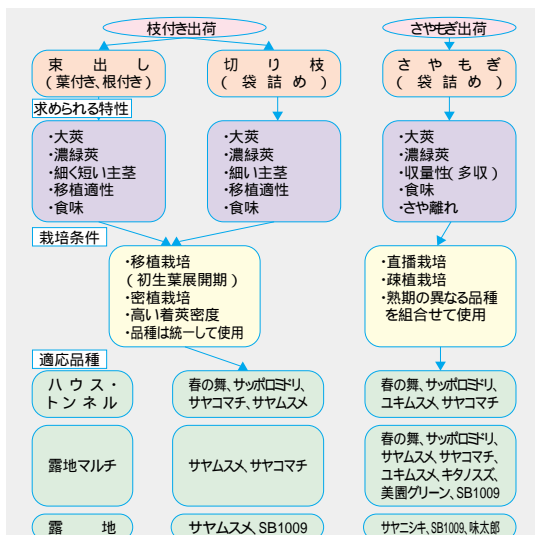 枝付き出荷
さやもぎ出荷
束出し
(葉付き、根付き)
切り枝
(袋詰め)
さやもぎ
(袋詰め)
求められる特性
・大莢
・濃緑莢
・細く短い主茎
・移植適性
・食味
・大莢
・濃緑莢
・細い主茎
・移植適性
・食味
・大莢
・濃緑莢
・収量性(多収)
・食味
・さや離れ
栽培条件
・移植栽培
(初生葉展開期)
・密植栽培
・高い着莢密度
・品種は統一して使用
・直播栽培
・疎植栽培
・熟期の異なる品種
を組合せて使用
適応品種
ハウス・
トンネル
春の舞、サッポロミドリ、
サヤコマチ、サヤムスメ
春の舞、サッポロミドリ、
ユキムスメ、サヤコマチ
露地マルチ
サヤムスメ、サヤコマチ
春の舞、サッポロミドリ、
サヤムスメ、サヤコマチ、
ユキムスメ、キタノスズ、
美園グリーン、SB1009
露地
サヤムスメ、SB1009
サヤニシキ、SB1009、味太郎